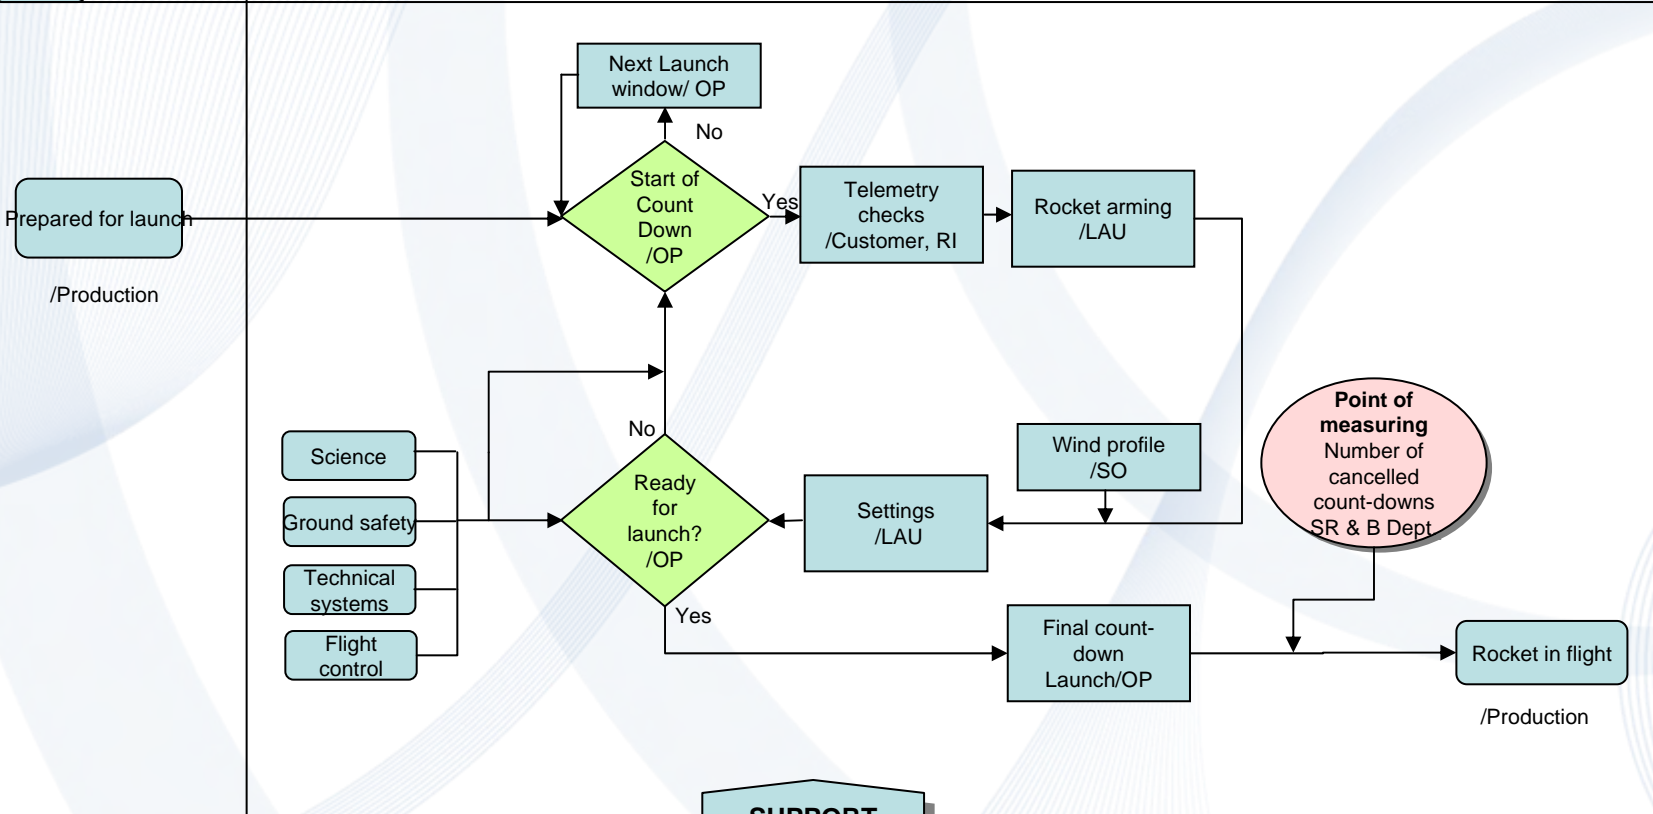 Next Launch
window/ OP
No
Start of
Count
Down
/OP
Yes
Telemetry
checks
/Customer, RI
Rocket arming
/LAU
Prepared for launch
/Production
Point of
measuring
Number of
cancelled
count-downs
SR & B Dept
No
Science
Ground safety
Technical
systems
Flight
control
Ready
for
launch?
/OP
Yes
Settings
/LAU
Wind profile
/SO
Final count-
down
Launch/OP
Rocket in flight
/Production
SUPPORT